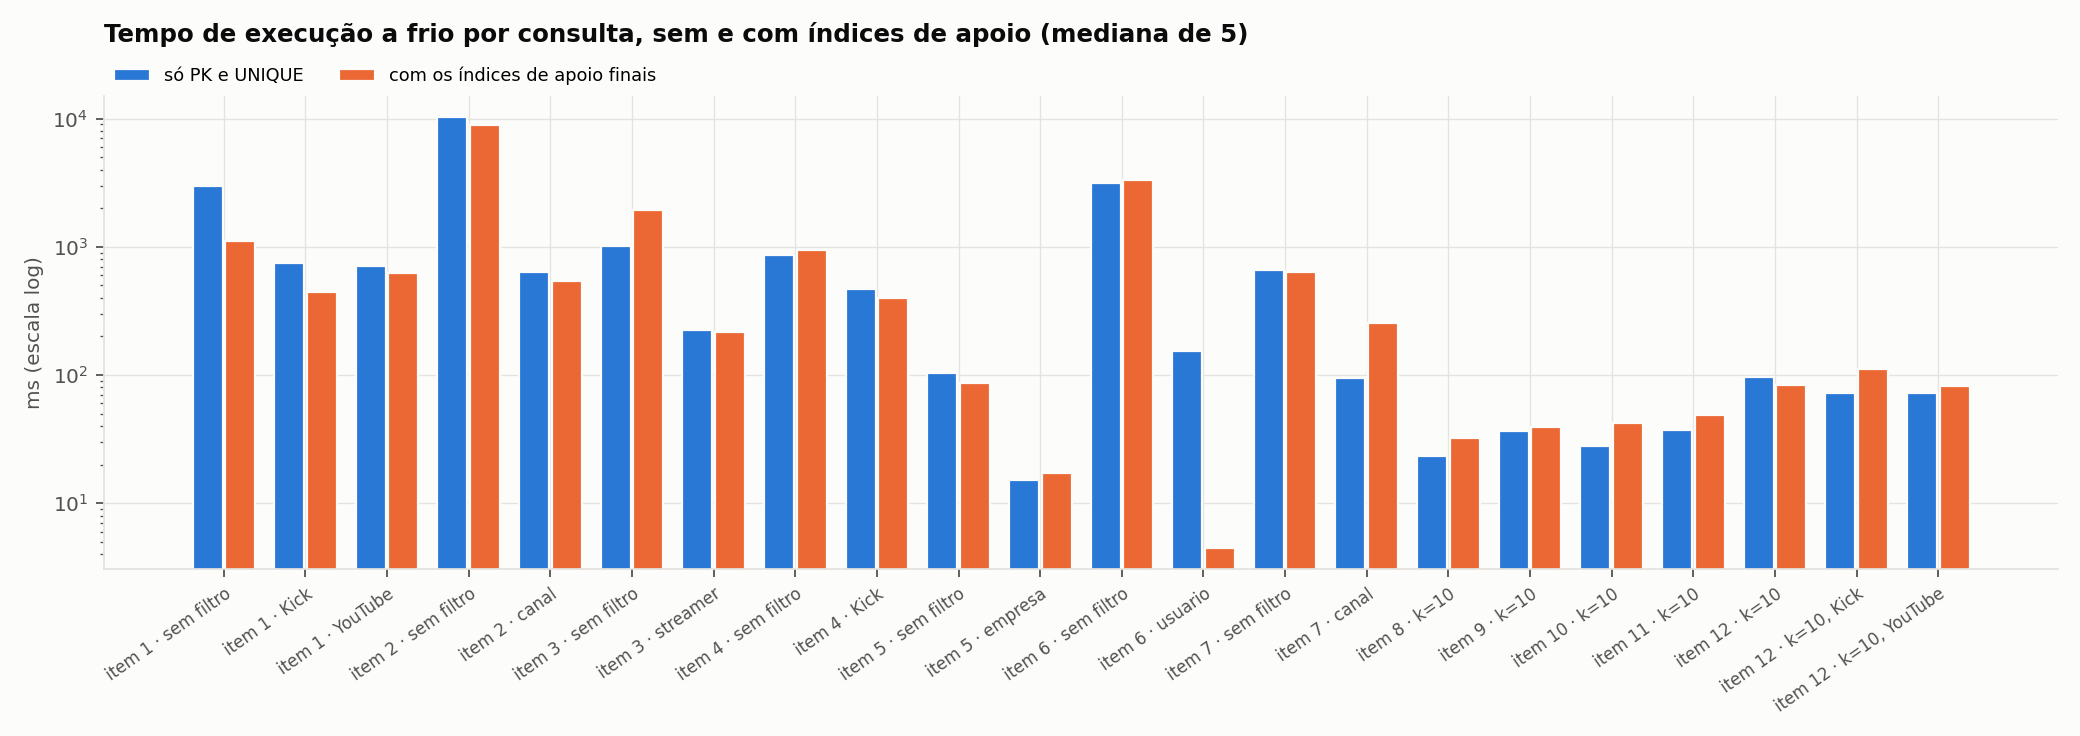 Tempo de execução a frio por consulta, sem e com índices de apoio (mediana de 5)
só PK e UNIQUE
com os índices de apoio finais
ms (escala log)
10⁴
10³
10²
10¹
item 1 · sem filtro
item 1 · Kick
item 1 · YouTube
item 2 · sem filtro
item 2 · canal
item 3 · sem filtro
item 3 · streamer
item 4 · sem filtro
item 4 · Kick
item 5 · sem filtro
item 5 · empresa
item 6 · sem filtro
item 6 · usuario
item 7 · sem filtro
item 7 · canal
item 8 · k=10
item 9 · k=10
item 10 · k=10
item 11 · k=10
item 12 · k=10
item 12 · k=10, Kick
item 12 · k=10, YouTube